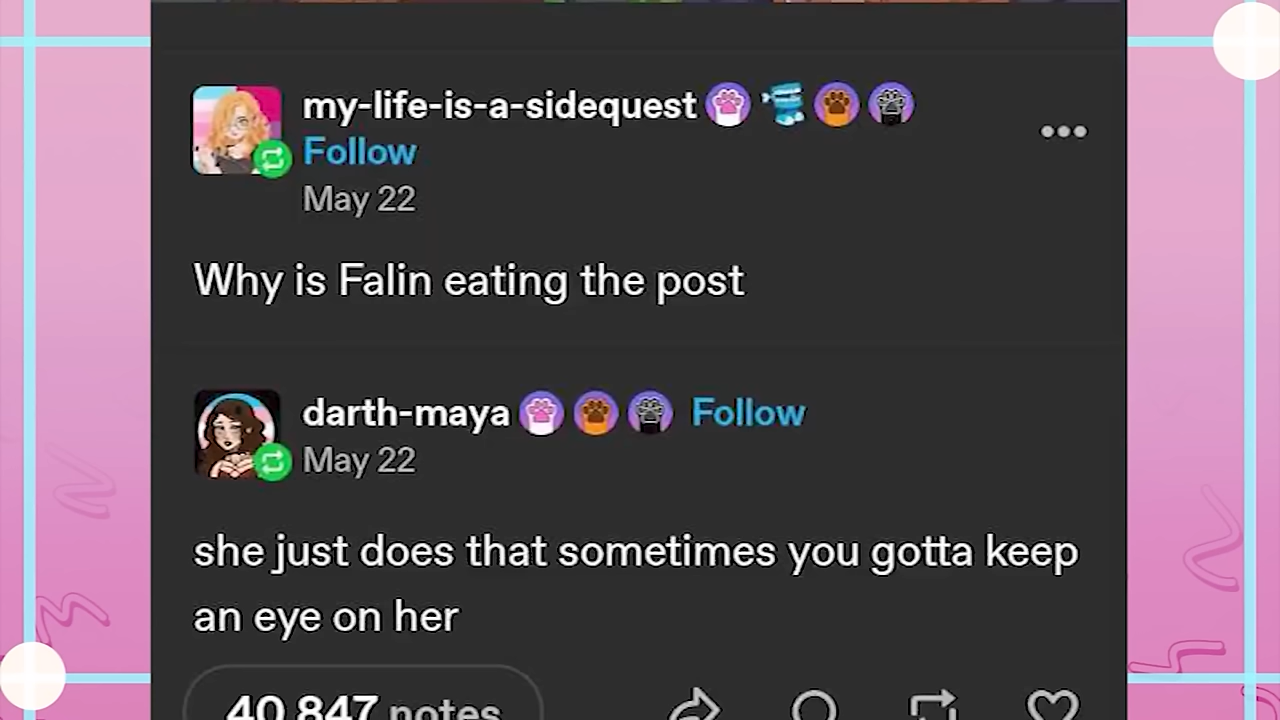 my-life-is-a-sidequest
Follow
May 22
Why is Falin eating the post
darth-maya Follow
May 22
she just does that sometimes you gotta keep
an eye on her
40,847 notes